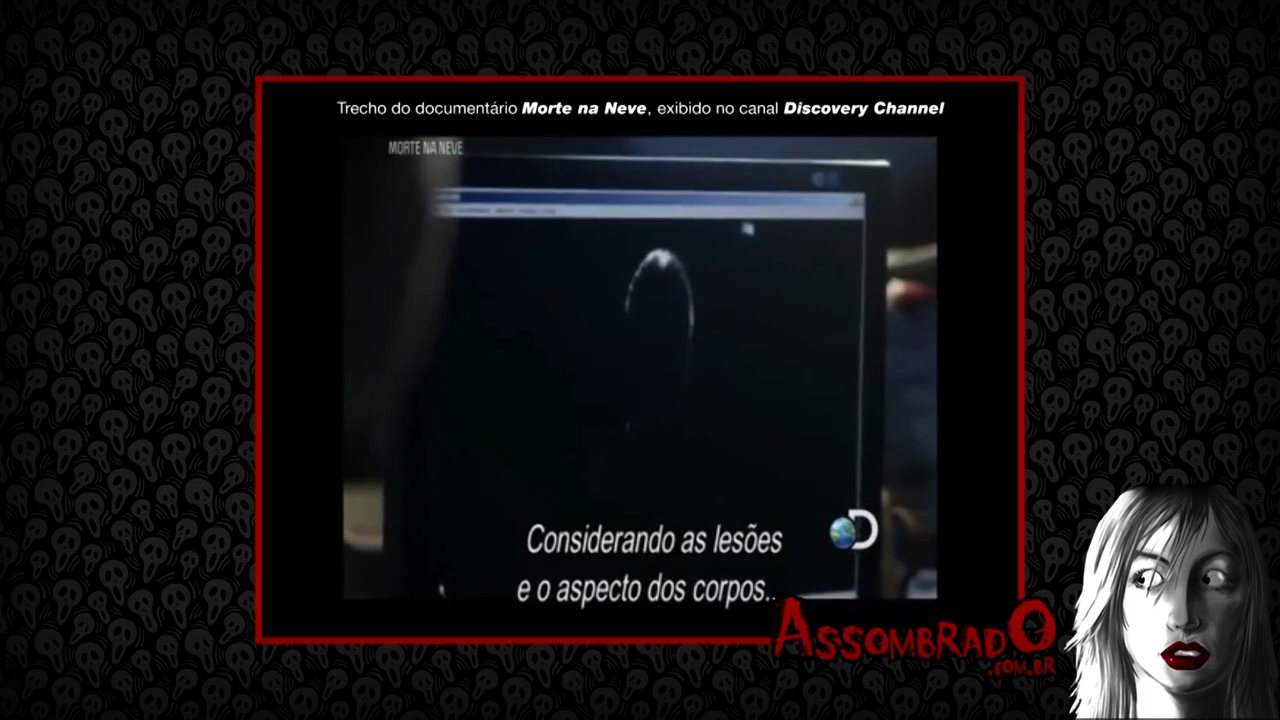 Trecho do documentário Morte na Neve, exibido no canal Discovery Channel
MORTE NA NEVE
Considerando as lesões
e o aspecto dos corpos..
AssombradO
.com.br